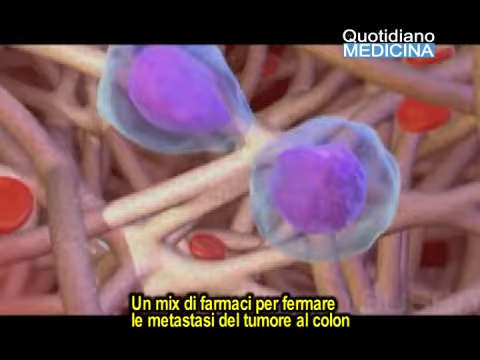 Quotidiano
MEDICINA
Un mix di farmaci per fermare
le metastasi del tumore al colon